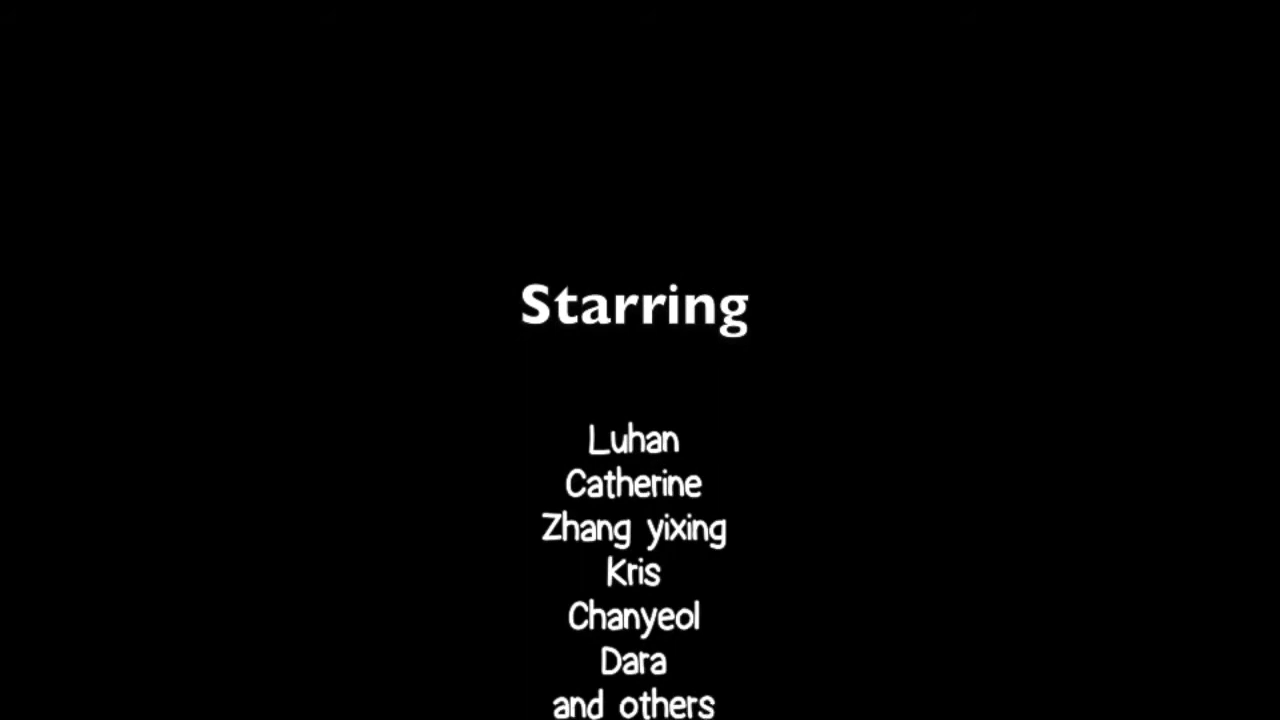 Starring
Luhan
Catherine
Zhang yixing
Kris
Chanyeol
Dara
and others